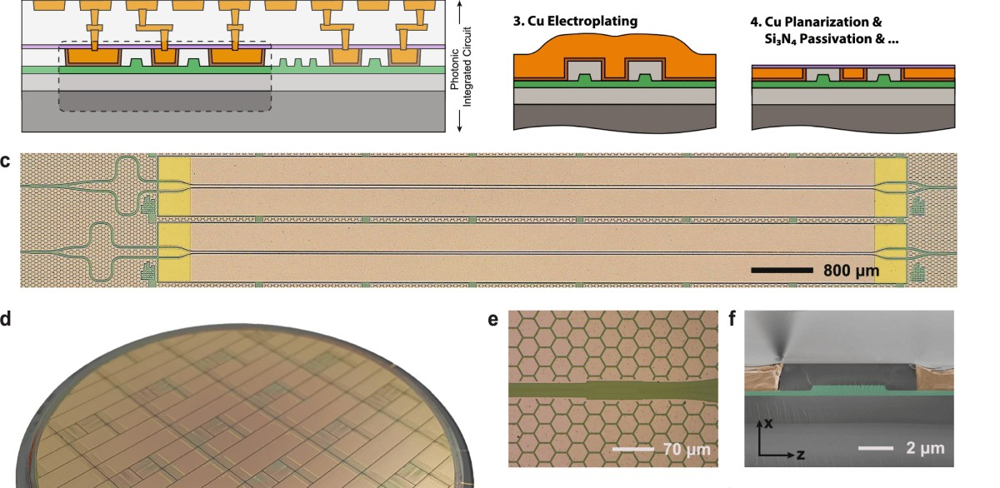 Photonic
Integrated Circuit
3. Cu Electroplating
4. Cu Planarization &
Si₃N₄ Passivation & ...
c
800 μm
d
e
70 μm
f
x
z
2 μm